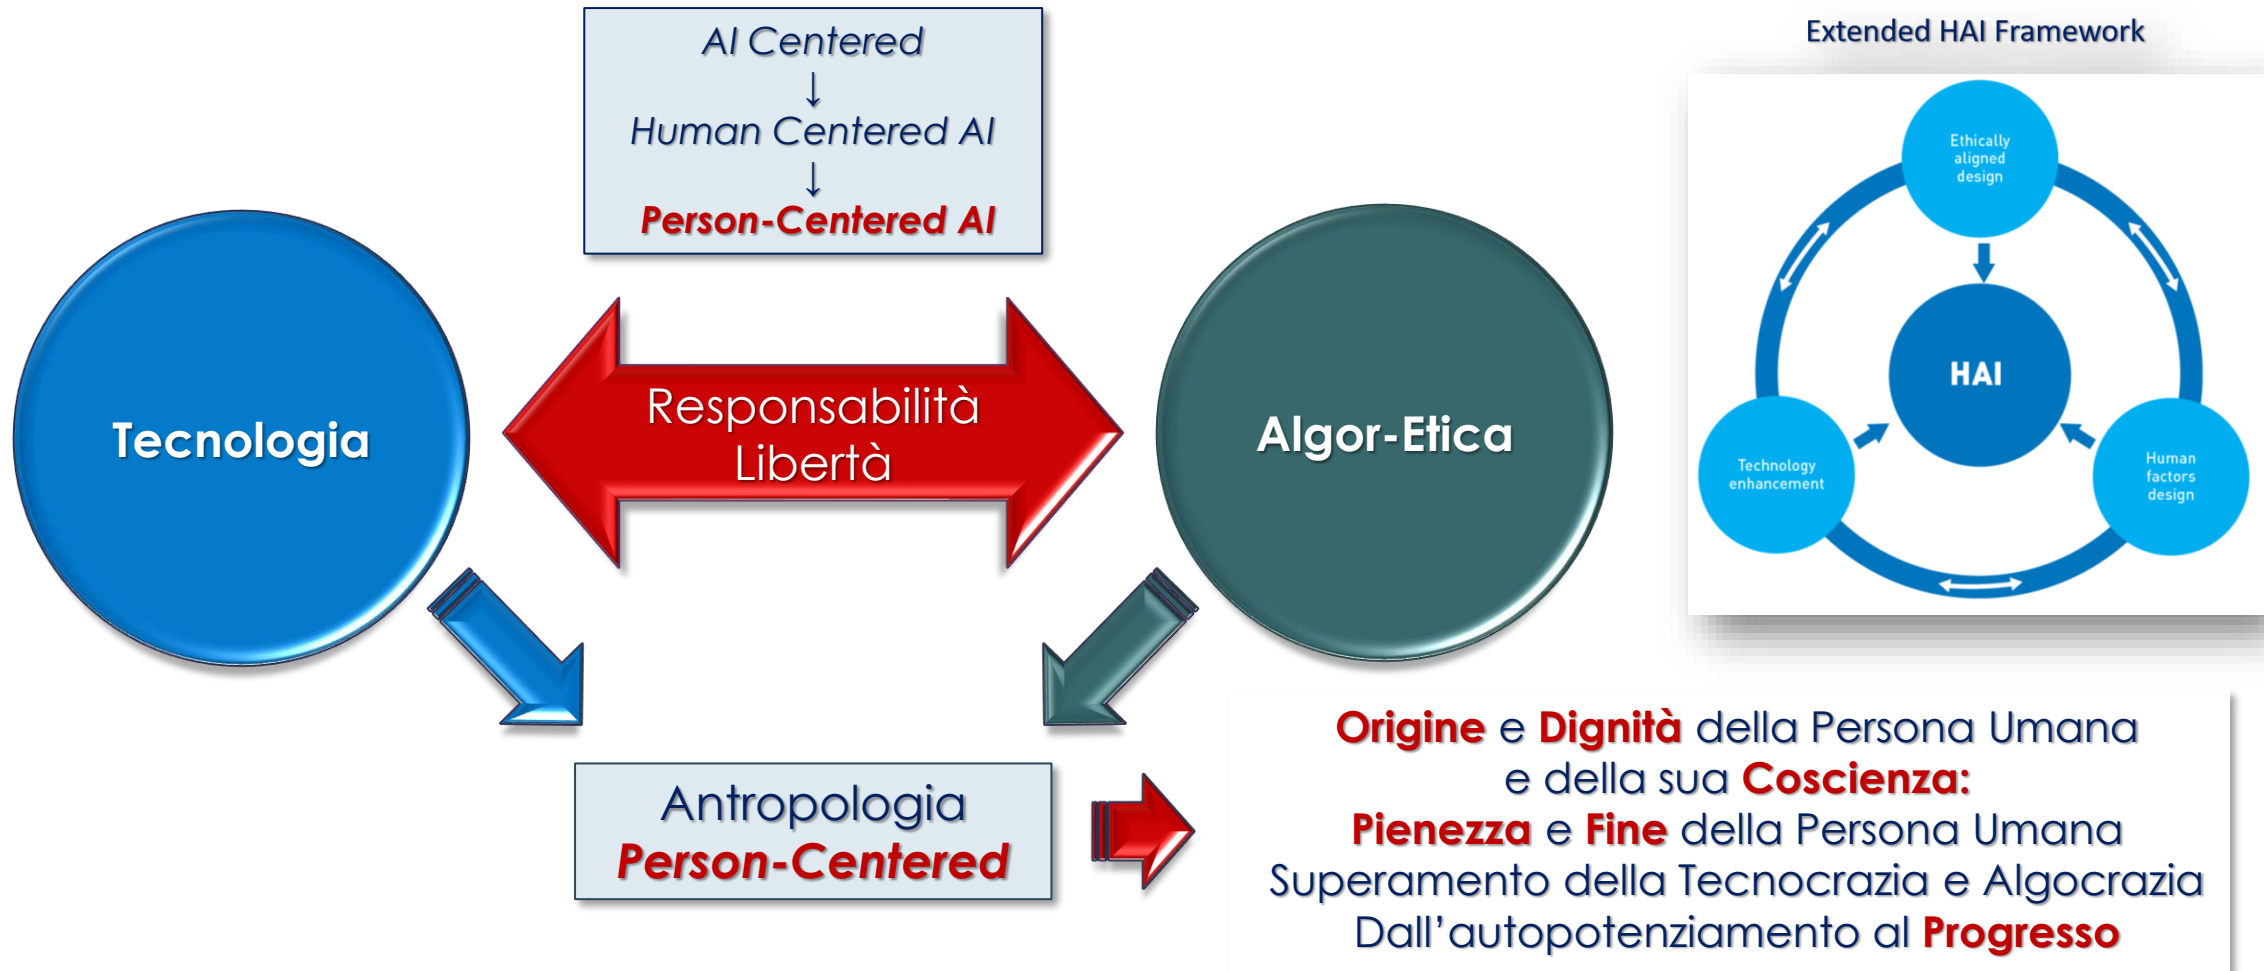 AI Centered
↓
Human Centered AI
↓
Person-Centered AI
Extended HAI Framework
Ethically
aligned
design
HAI
Technology
enhancement
Human
factors
design
Tecnologia
Responsabilità
Libertà
Algor-Etica
Antropologia
Person-Centered
Origine e Dignità della Persona Umana
e della sua Coscienza:
Pienezza e Fine della Persona Umana
Superamento della Tecnocrazia e Algocrazia
Dall'autopotenziamento al Progresso